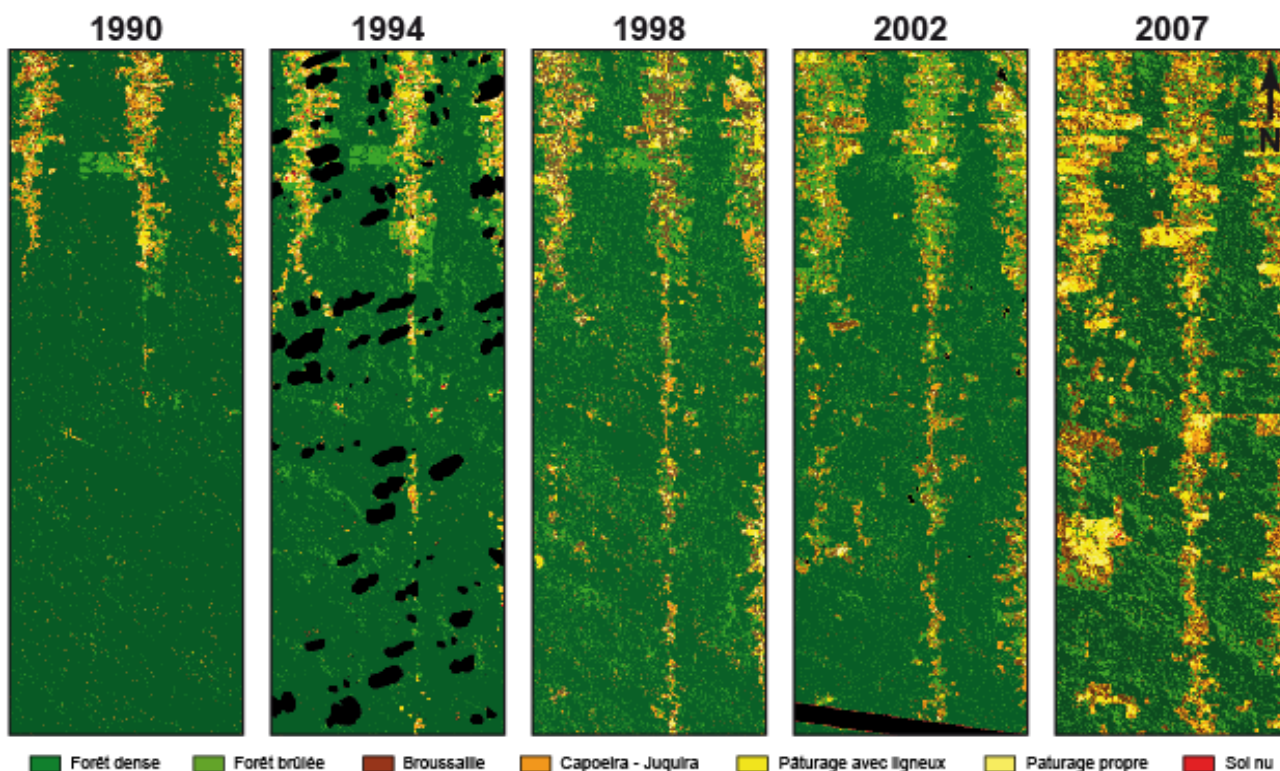 1990 1994 1998 2002 2007
N
Forêt dense Forêt brûlée Broussaille Capoeira - Juquira Pâturage avec ligneux Paturage propre Sol nu